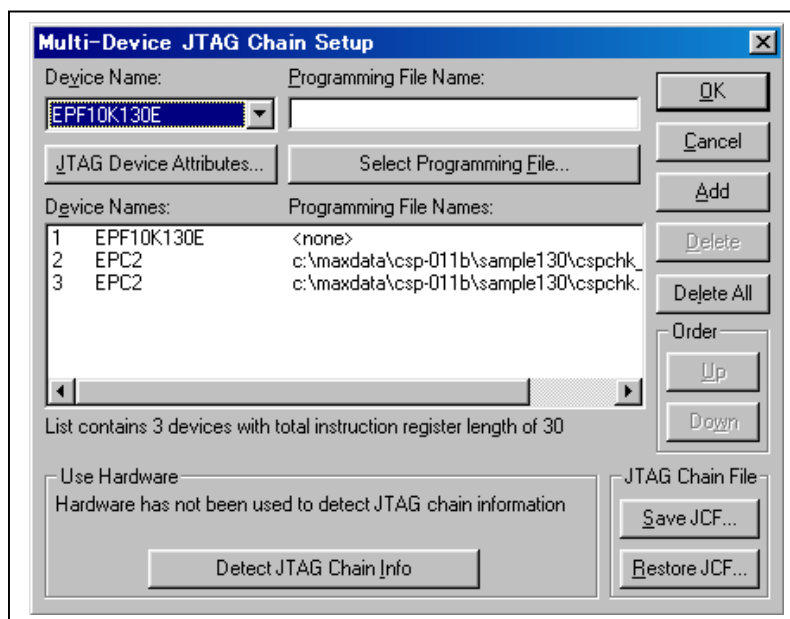 Multi-Device JTAG Chain Setup
Device Name:
Programming File Name:
EPF10K130E
JTAG Device Attributes...
Select Programming File...
Device Names:
Programming File Names:
1 EPF10K130E <none>
2 EPC2 c:\maxdata\csp-011b\sample130\cspchk_
3 EPC2 c:\maxdata\csp-011b\sample130\cspchk.
List contains 3 devices with total instruction register length of 30
OK
Cancel
Add
Delete
Delete All
Order
Up
Down
Use Hardware
Hardware has not been used to detect JTAG chain information
Detect JTAG Chain Info
JTAG Chain File
Save JCF...
Restore JCF...